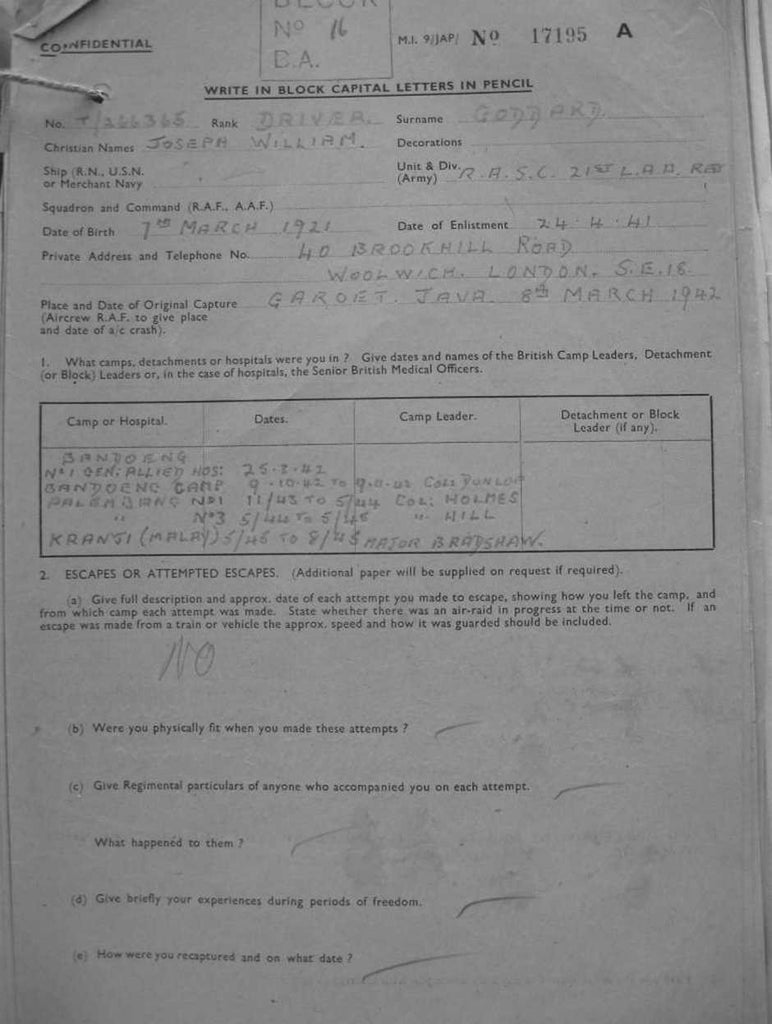 BLOCK
No 16
B.A.
CONFIDENTIAL
M.I. 9/JAP/ No 17195 A
WRITE IN BLOCK CAPITAL LETTERS IN PENCIL
No. T/266365 Rank DRIVER. Surname GODDARD.
Christian Names JOSEPH WILLIAM. Decorations
Ship (R.N., U.S.N. or Merchant Navy
Unit & Div. (Army) R.A.S.C. 21ST L.A.D.
Squadron and Command (R.A.F., A.A.F.)
Date of Birth 7TH MARCH 1921 Date of Enlistment 24.4.41
Private Address and Telephone No. 40 BROOKHILL ROAD
WOOLWICH. LONDON. S.E.18
Place and Date of Original Capture GAROET. JAVA 8TH MARCH 1942
(Aircrew R.A.F. to give place
and date of a/c crash).
1. What camps, detachments or hospitals were you in ? Give dates and names of the British Camp Leaders, Detachment
(or Block) Leaders or, in the case of hospitals, the Senior British Medical Officers.
Camp or Hospital. Dates. Camp Leader. Detachment or Block
Leader (if any).
BANDOENG
No 1 GEN: ALLIED HOS: 25.3.42
BANDOENG CAMP 9.10.42 TO COL: DUNLOP
PALEMBANG No1 11/43 TO 5/44 COL: HOLMES
" No3 5/44 TO 5/45 " HILL
KRANJI (MALAY) 5/45 TO 8/45 MAJOR BRADSHAW.
2. ESCAPES OR ATTEMPTED ESCAPES. (Additional paper will be supplied on request if required).
(a) Give full description and approx. date of each attempt you made to escape, showing how you left the camp, and
from which camp each attempt was made. State whether there was an air-raid in progress at the time or not. If an
escape was made from a train or vehicle the approx. speed and how it was guarded should be included.
NO
(b) Were you physically fit when you made these attempts ?
(c) Give Regimental particulars of anyone who accompanied you on each attempt.
What happened to them ?
(d) Give briefly your experiences during periods of freedom.
(e) How were you recaptured and on what date ?